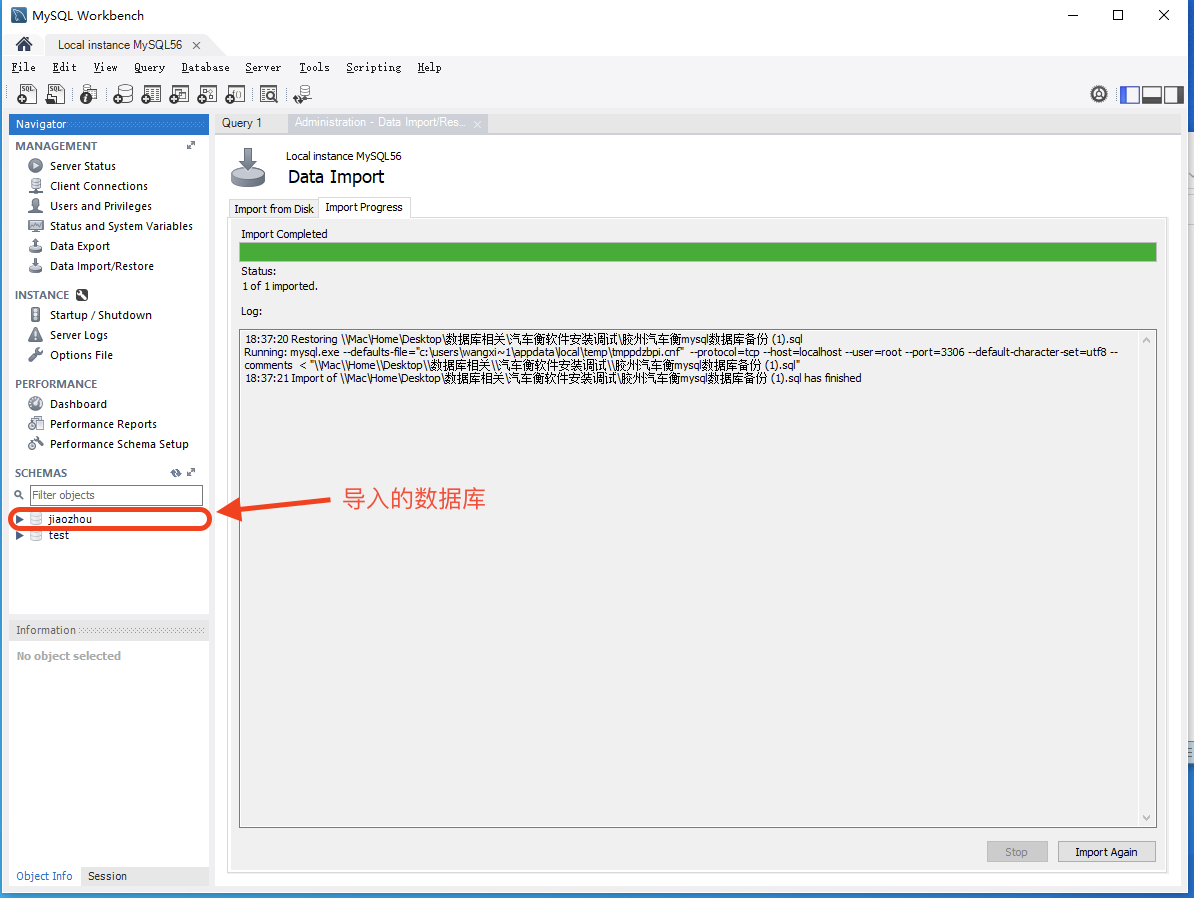 MySQL Workbench
Local instance MySQL56
File Edit View Query Database Server Tools Scripting Help
Navigator
MANAGEMENT
Server Status
Client Connections
Users and Privileges
Status and System Variables
Data Export
Data Import/Restore
INSTANCE
Startup / Shutdown
Server Logs
Options File
PERFORMANCE
Dashboard
Performance Reports
Performance Schema Setup
SCHEMAS
Filter objects
jiaozhou
test
Information
No object selected
Object Info Session
Query 1 Administration - Data Import/Res...
Local instance MySQL56
Data Import
Import from Disk Import Progress
Import Completed
Status:
1 of 1 imported.
Log:
18:37:20 Restoring \\Mac\Home\Desktop\数据库相关\汽车衡软件安装调试\胶州汽车衡mysql数据库备份 (1).sql
Running: mysql.exe --defaults-file="c:\users\wangxi~1\appdata\local\temp\tmppdzbpi.cnf" --protocol=tcp --host=localhost --user=root --port=3306 --default-character-set=utf8 --
comments < "\\Mac\\Home\\Desktop\\数据库相关\\汽车衡软件安装调试\\胶州汽车衡mysql数据库备份 (1).sql"
18:37:21 Import of \\Mac\Home\Desktop\数据库相关\汽车衡软件安装调试\胶州汽车衡mysql数据库备份 (1).sql has finished
导入的数据库
Stop Import Again